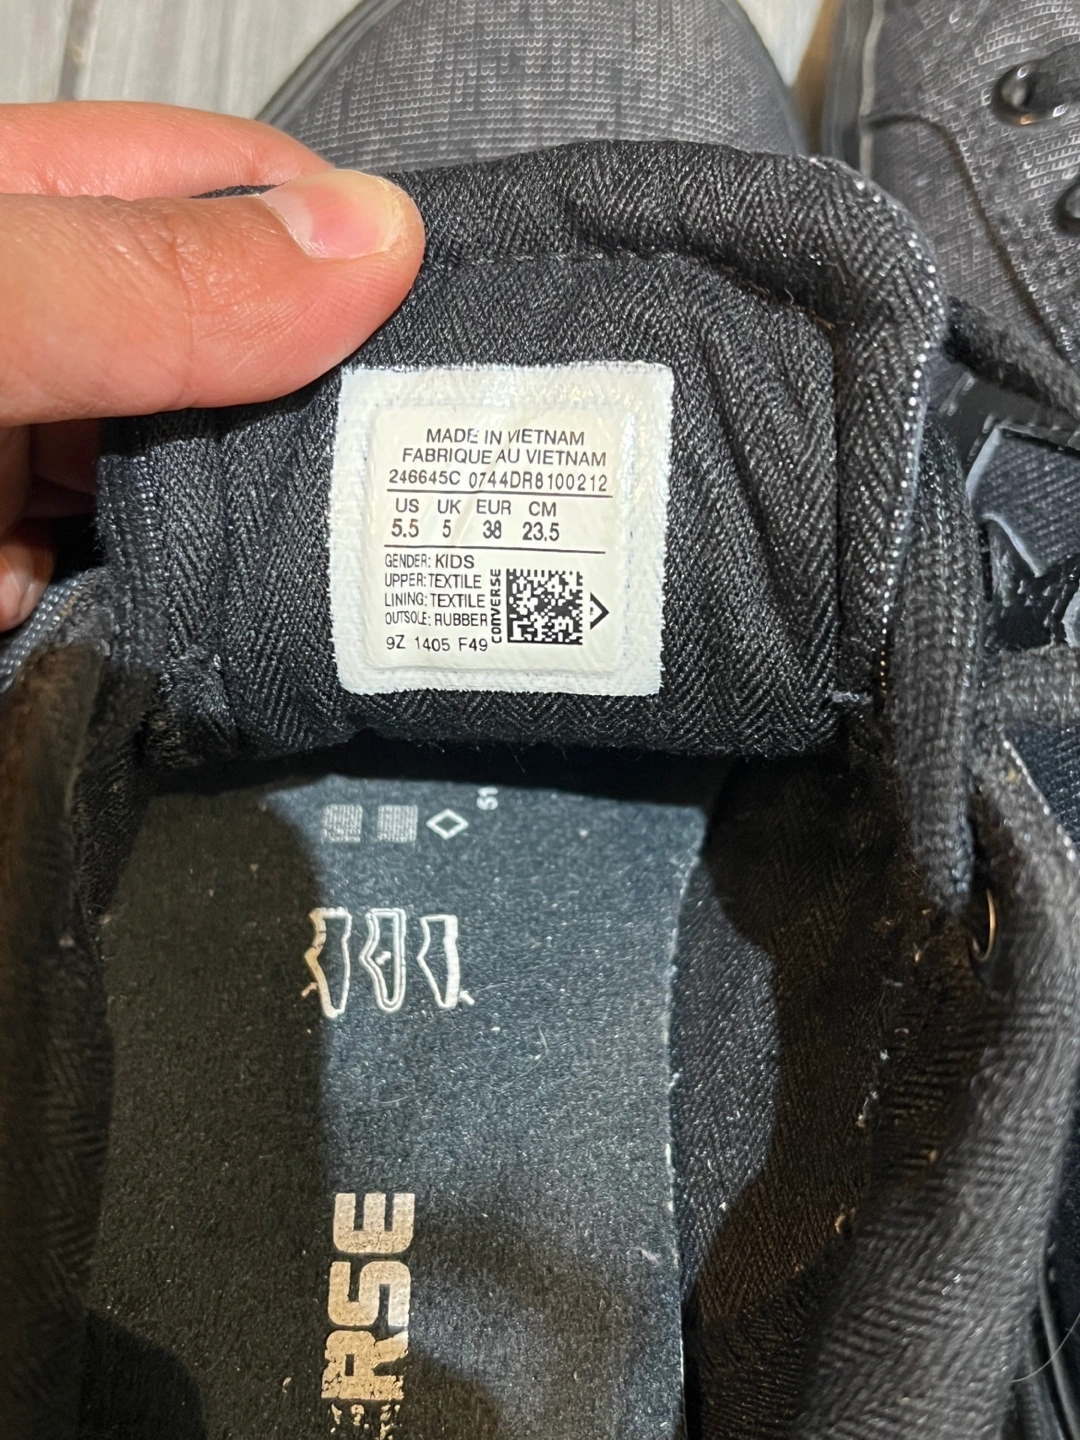 MADE IN VIETNAM
FABRIQUE AU VIETNAM
246645C 0744DR8100212
US UK EUR CM
5.5 5 38 23.5
GENDER: KIDS
UPPER: TEXTILE
LINING: TEXTILE
OUTSOLE: RUBBER
CONVERSE
9Z 1405 F49
RSE